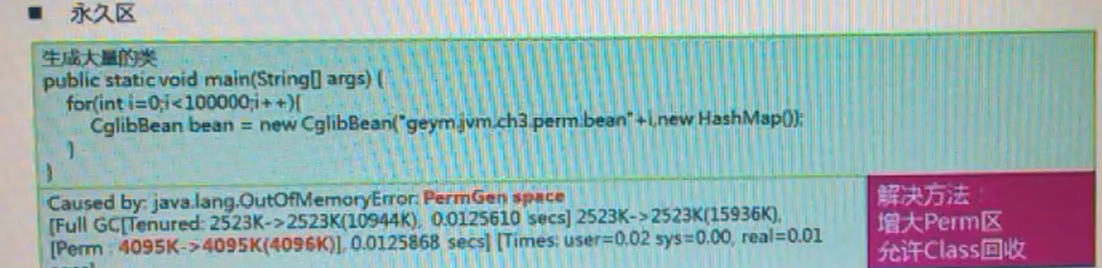 ■ 永久区
生成大量的类
public static void main(String[] args) {
for(int i=0;i<100000;i++){
CglibBean bean = new CglibBean("geym.jvm.ch3.perm.bean"+i,new HashMap());
}
}
Caused by: java.lang.OutOfMemoryError: PermGen space
[Full GC[Tenured: 2523K->2523K(10944K), 0.0125610 secs] 2523K->2523K(15936K),
[Perm : 4095K->4095K(4096K)], 0.0125868 secs] [Times: user=0.02 sys=0.00, real=0.01
解决方法：
增大Perm区
允许Class回收